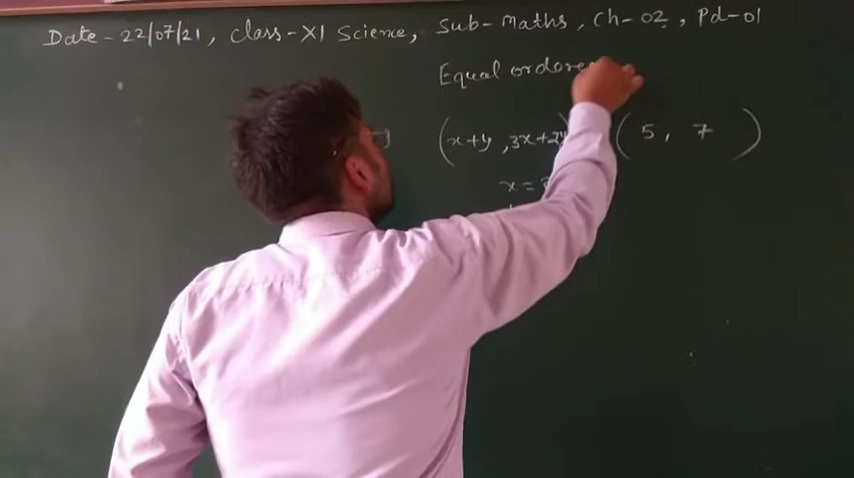 Date - 22/07/21, Class - XI Science, Sub - Maths, Ch - 02, Pd - 01
Equal ordere
(x+y, 3x+2y ( 5, 7 )
x =